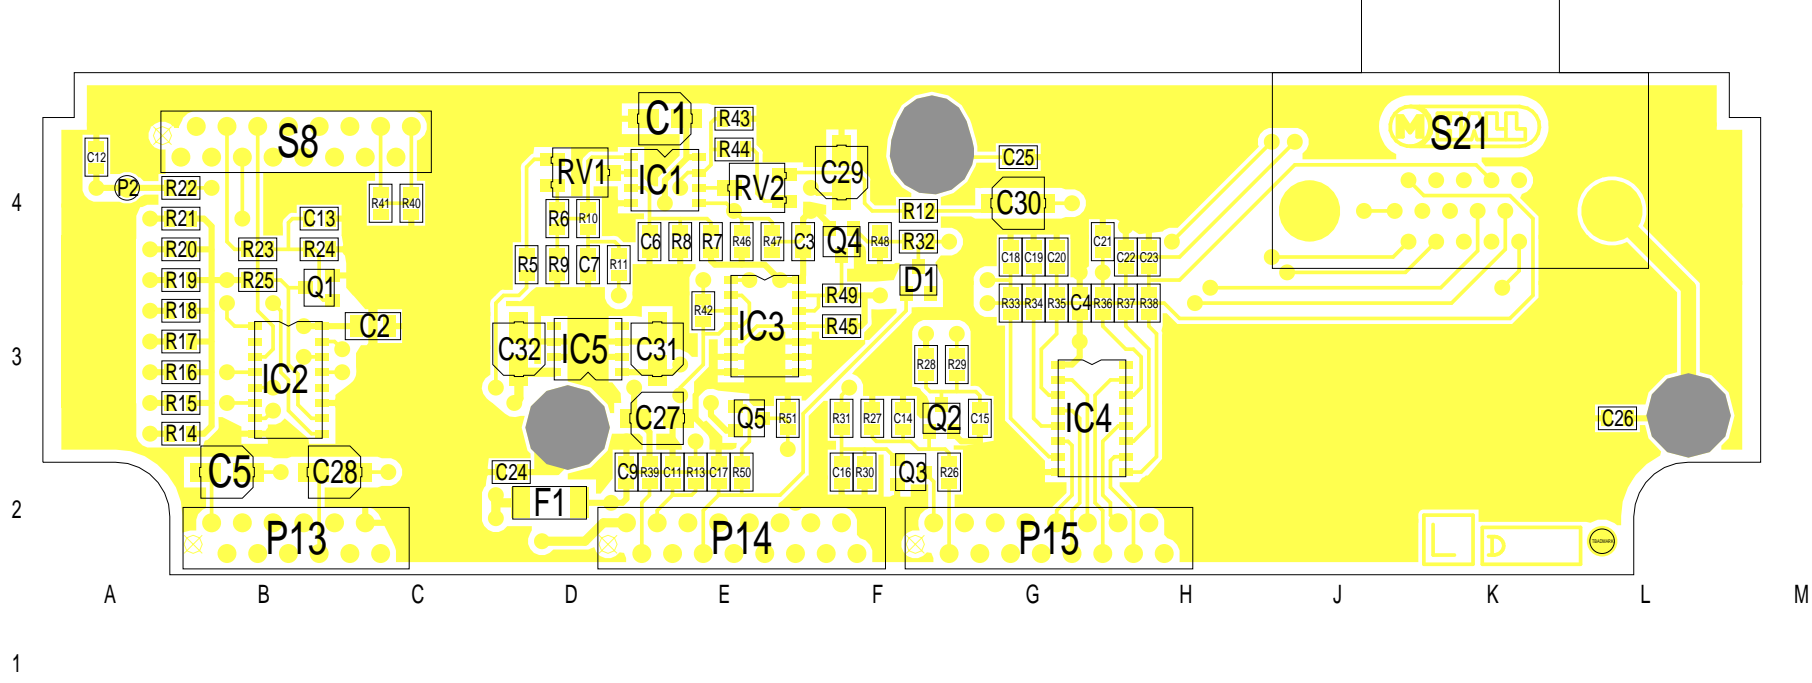 C1 R43
S8 S21
R44
C12 RV1 IC1 C29 C25
P2 R22 RV2
4 R41 R40 C30
R21 C13 R6 R10 R12
R23 R24 C6 R8 R7 R46 R47 C3 Q4 R48 R32 C21
R20 R5 R9 C7 R11 C18 C19 C20 C22 C23
R19 R25 Q1 D1
R18 R42 R49 R33 R34 R35 C4 R36 R37 R38
C2 IC3 R45
R17 C32 IC5 C31
3 R16 IC2 R28 R29
R15 C27 Q5 R51 R31 R27 C14 Q2 C15 IC4 C26
R14
C5 C28 C24 C9 R39 C11 R13 C17 R50 C16 R30 Q3 R26
F1
2
P13 P14 P15 L D
A B C D E F G H J K L M
1